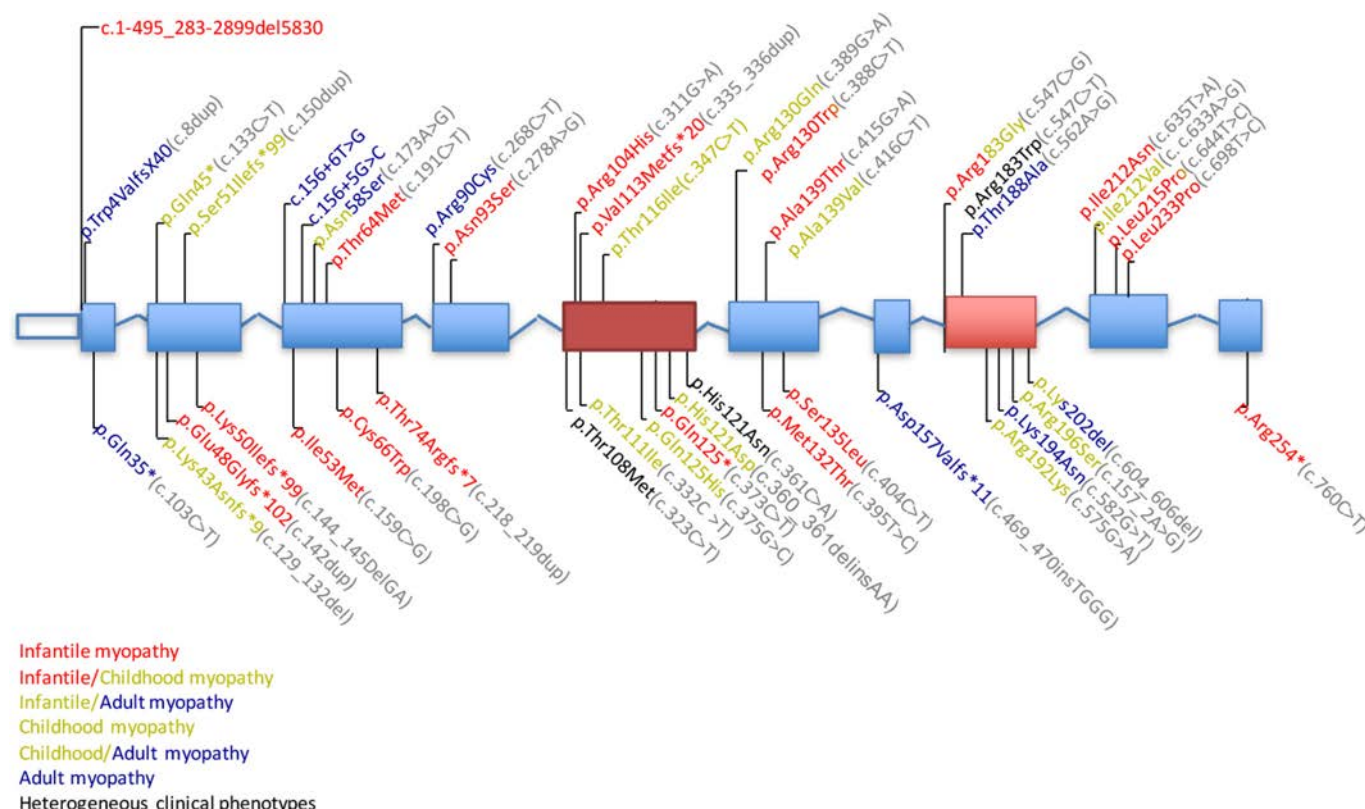 c.1-495_283-2899del5830
p.Trp4ValfsX40(c.8dup)
p.Gln45*(c.133C>T)
p.Ser51Ilefs*99(c.150dup)
c.156+6T>G
c.156+5G>C
p.Asn58Ser(c.173A>G)
p.Thr64Met(c.191C>T)
p.Arg90Cys(c.268C>T)
p.Asn93Ser(c.278A>G)
p.Arg104His(c.311G>A)
p.Val113Metfs*20(c.335_336dup)
p.Thr116Ile(c.347C>T)
p.Arg130Gln(c.389G>A)
p.Arg130Trp(c.388C>T)
p.Ala139Thr(c.415G>A)
p.Ala139Val(c.416C>T)
p.Arg183Gly(c.547C>G)
p.Arg183Trp(c.547C>T)
p.Thr188Ala(c.562A>G)
p.Ile212Asn(c.635T>A)
p.Ile212Val(c.c.633A>G)
p.Leu215Pro(c.644T>C)
p.Leu233Pro(c.698T>C)
p.Gln35*(c.103C>T)
p.Lys43Asnfs*9(c.129_132del)
p.Glu48Glyfs*102(c.142dup)
p.Lys50Ilefs*99(c.144_145DelGA)
p.Ile53Met(c.159C>G)
p.Cys66Trp(c.198C>G)
p.Thr74Argfs*7(c.218_219dup)
p.Thr108Met(c.323C>T)
p.Thr111Ile(c.332C>T)
p.Gln125His(c.375G>C)
p.Gln125*(c.373C>T)
p.His121Asp(c.360_361delinsAA)
p.His121Asn(c.361C>A)
p.Met132Thr(c.395T>C)
p.Ser135Leu(c.404C>T)
p.Asp157Valfs*11(c.469_470insTGGG)
p.Arg192Lys(c.575G>A)
p.Lys194Asn(c.582G>T)
p.Arg196Ser(c.157_2A>G)
p.Lys202del(c.604_606del)
p.Arg254*(c.760C>T)
Infantile myopathy
Infantile/Childhood myopathy
Infantile/Adult myopathy
Childhood myopathy
Childhood/Adult myopathy
Adult myopathy
Heterogeneous clinical phenotypes